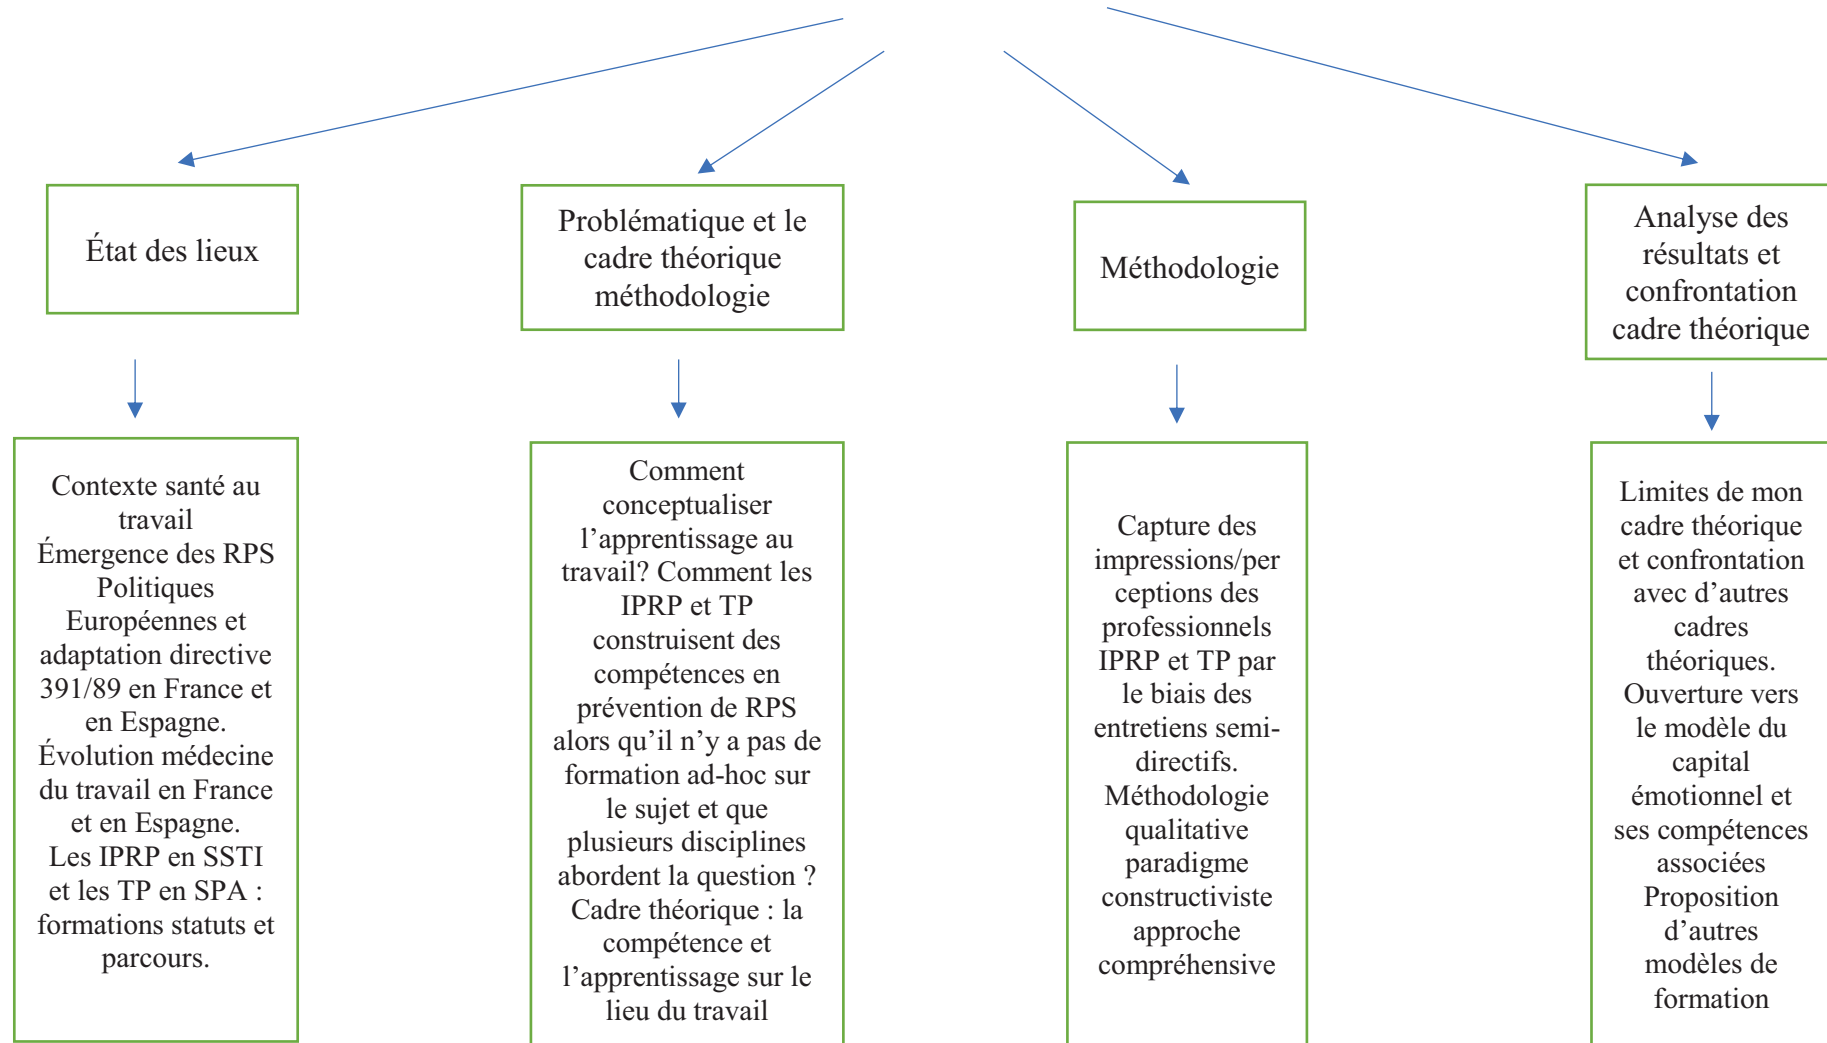 État des lieux
Problématique et le
cadre théorique
méthodologie
Méthodologie
Analyse des
résultats et
confrontation
cadre théorique
Contexte santé au
travail
Émergence des RPS
Politiques
Européennes et
adaptation directive
391/89 en France et
en Espagne.
Évolution médecine
du travail en France
et en Espagne.
Les IPRP en SSTI
et les TP en SPA :
formations statuts et
parcours.
Comment
conceptualiser
l’apprentissage au
travail? Comment les
IPRP et TP
construisent des
compétences en
prévention de RPS
alors qu’il n’y a pas de
formation ad-hoc sur
le sujet et que
plusieurs disciplines
abordent la question ?
Cadre théorique : la
compétence et
l’apprentissage sur le
lieu du travail
Capture des
impressions/per
ceptions des
professionnels
IPRP et TP par
le biais des
entretiens semi-
directifs.
Méthodologie
qualitative
paradigme
constructiviste
approche
compréhensive
Limites de mon
cadre théorique
et confrontation
avec d’autres
cadres
théoriques.
Ouverture vers
le modèle du
capital
émotionnel et
ses compétences
associées
Proposition
d’autres
modèles de
formation